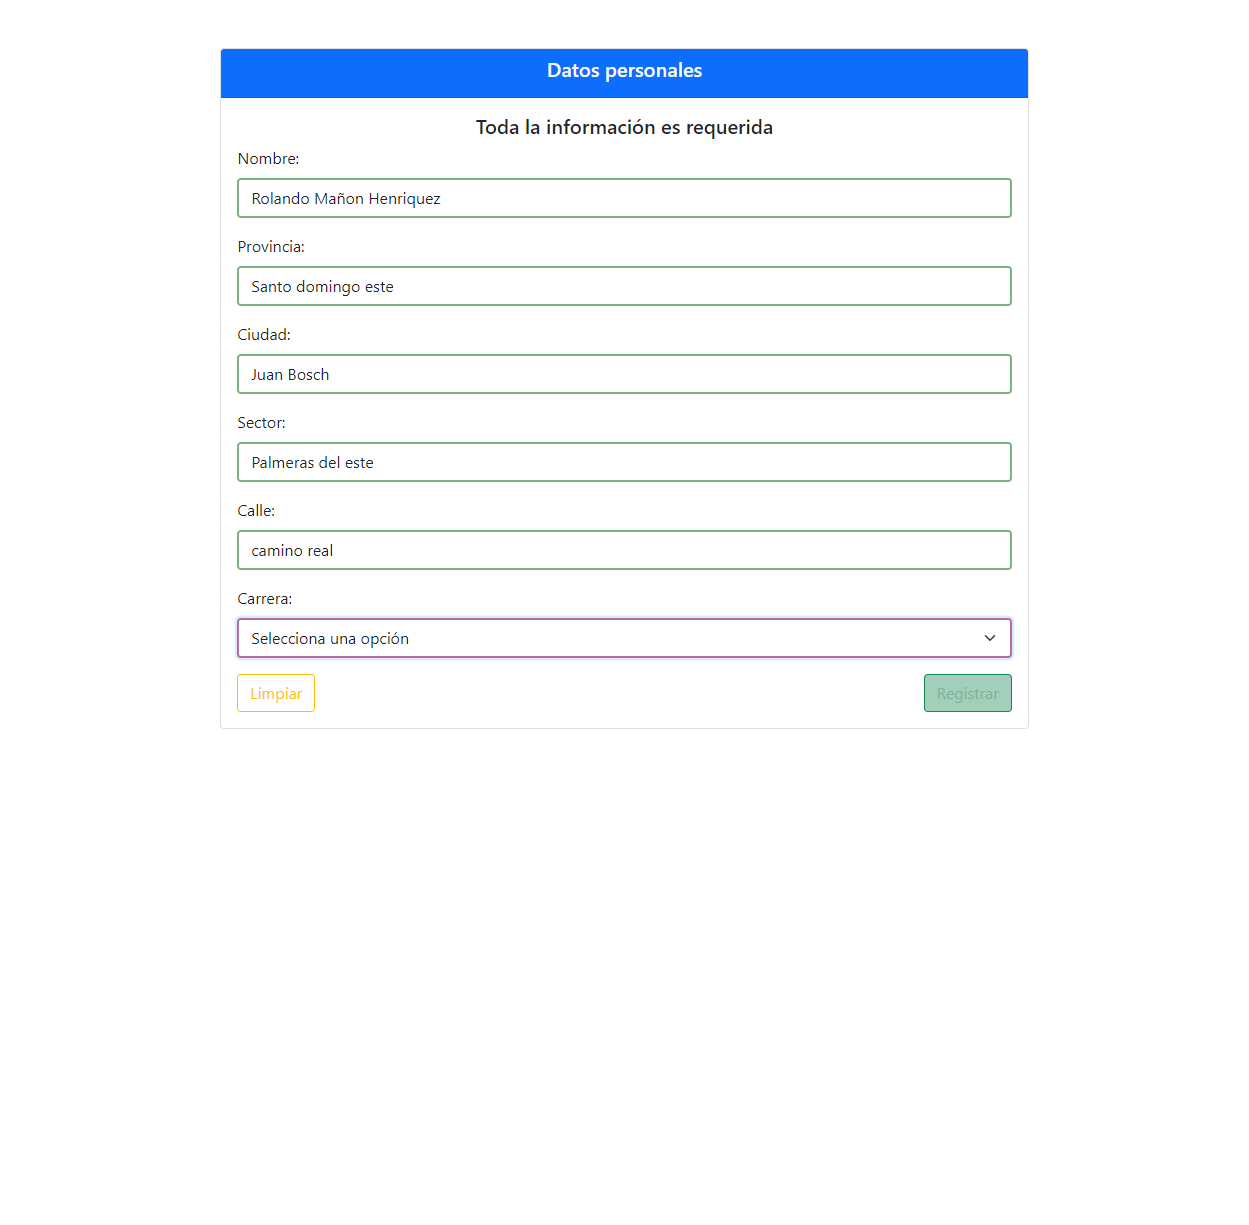 Datos personales
Toda la información es requerida
Nombre:
Rolando Mañon Henriquez
Provincia:
Santo domingo este
Ciudad:
Juan Bosch
Sector:
Palmeras del este
Calle:
camino real
Carrera:
Selecciona una opción
Limpiar
Registrar